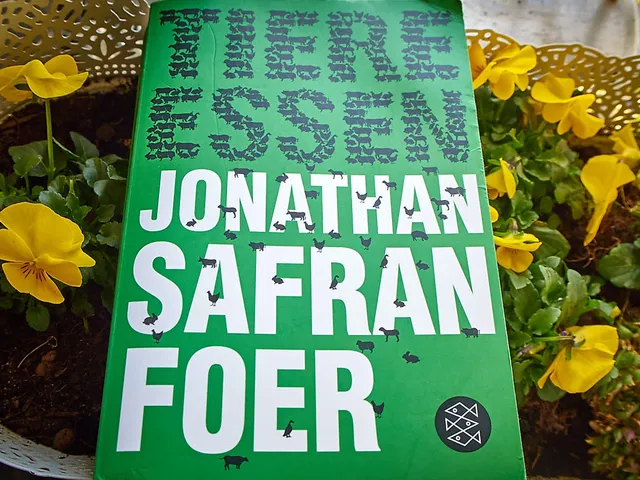 TIERE
ESSEN
JONATHAN
SAFRAN
FOER